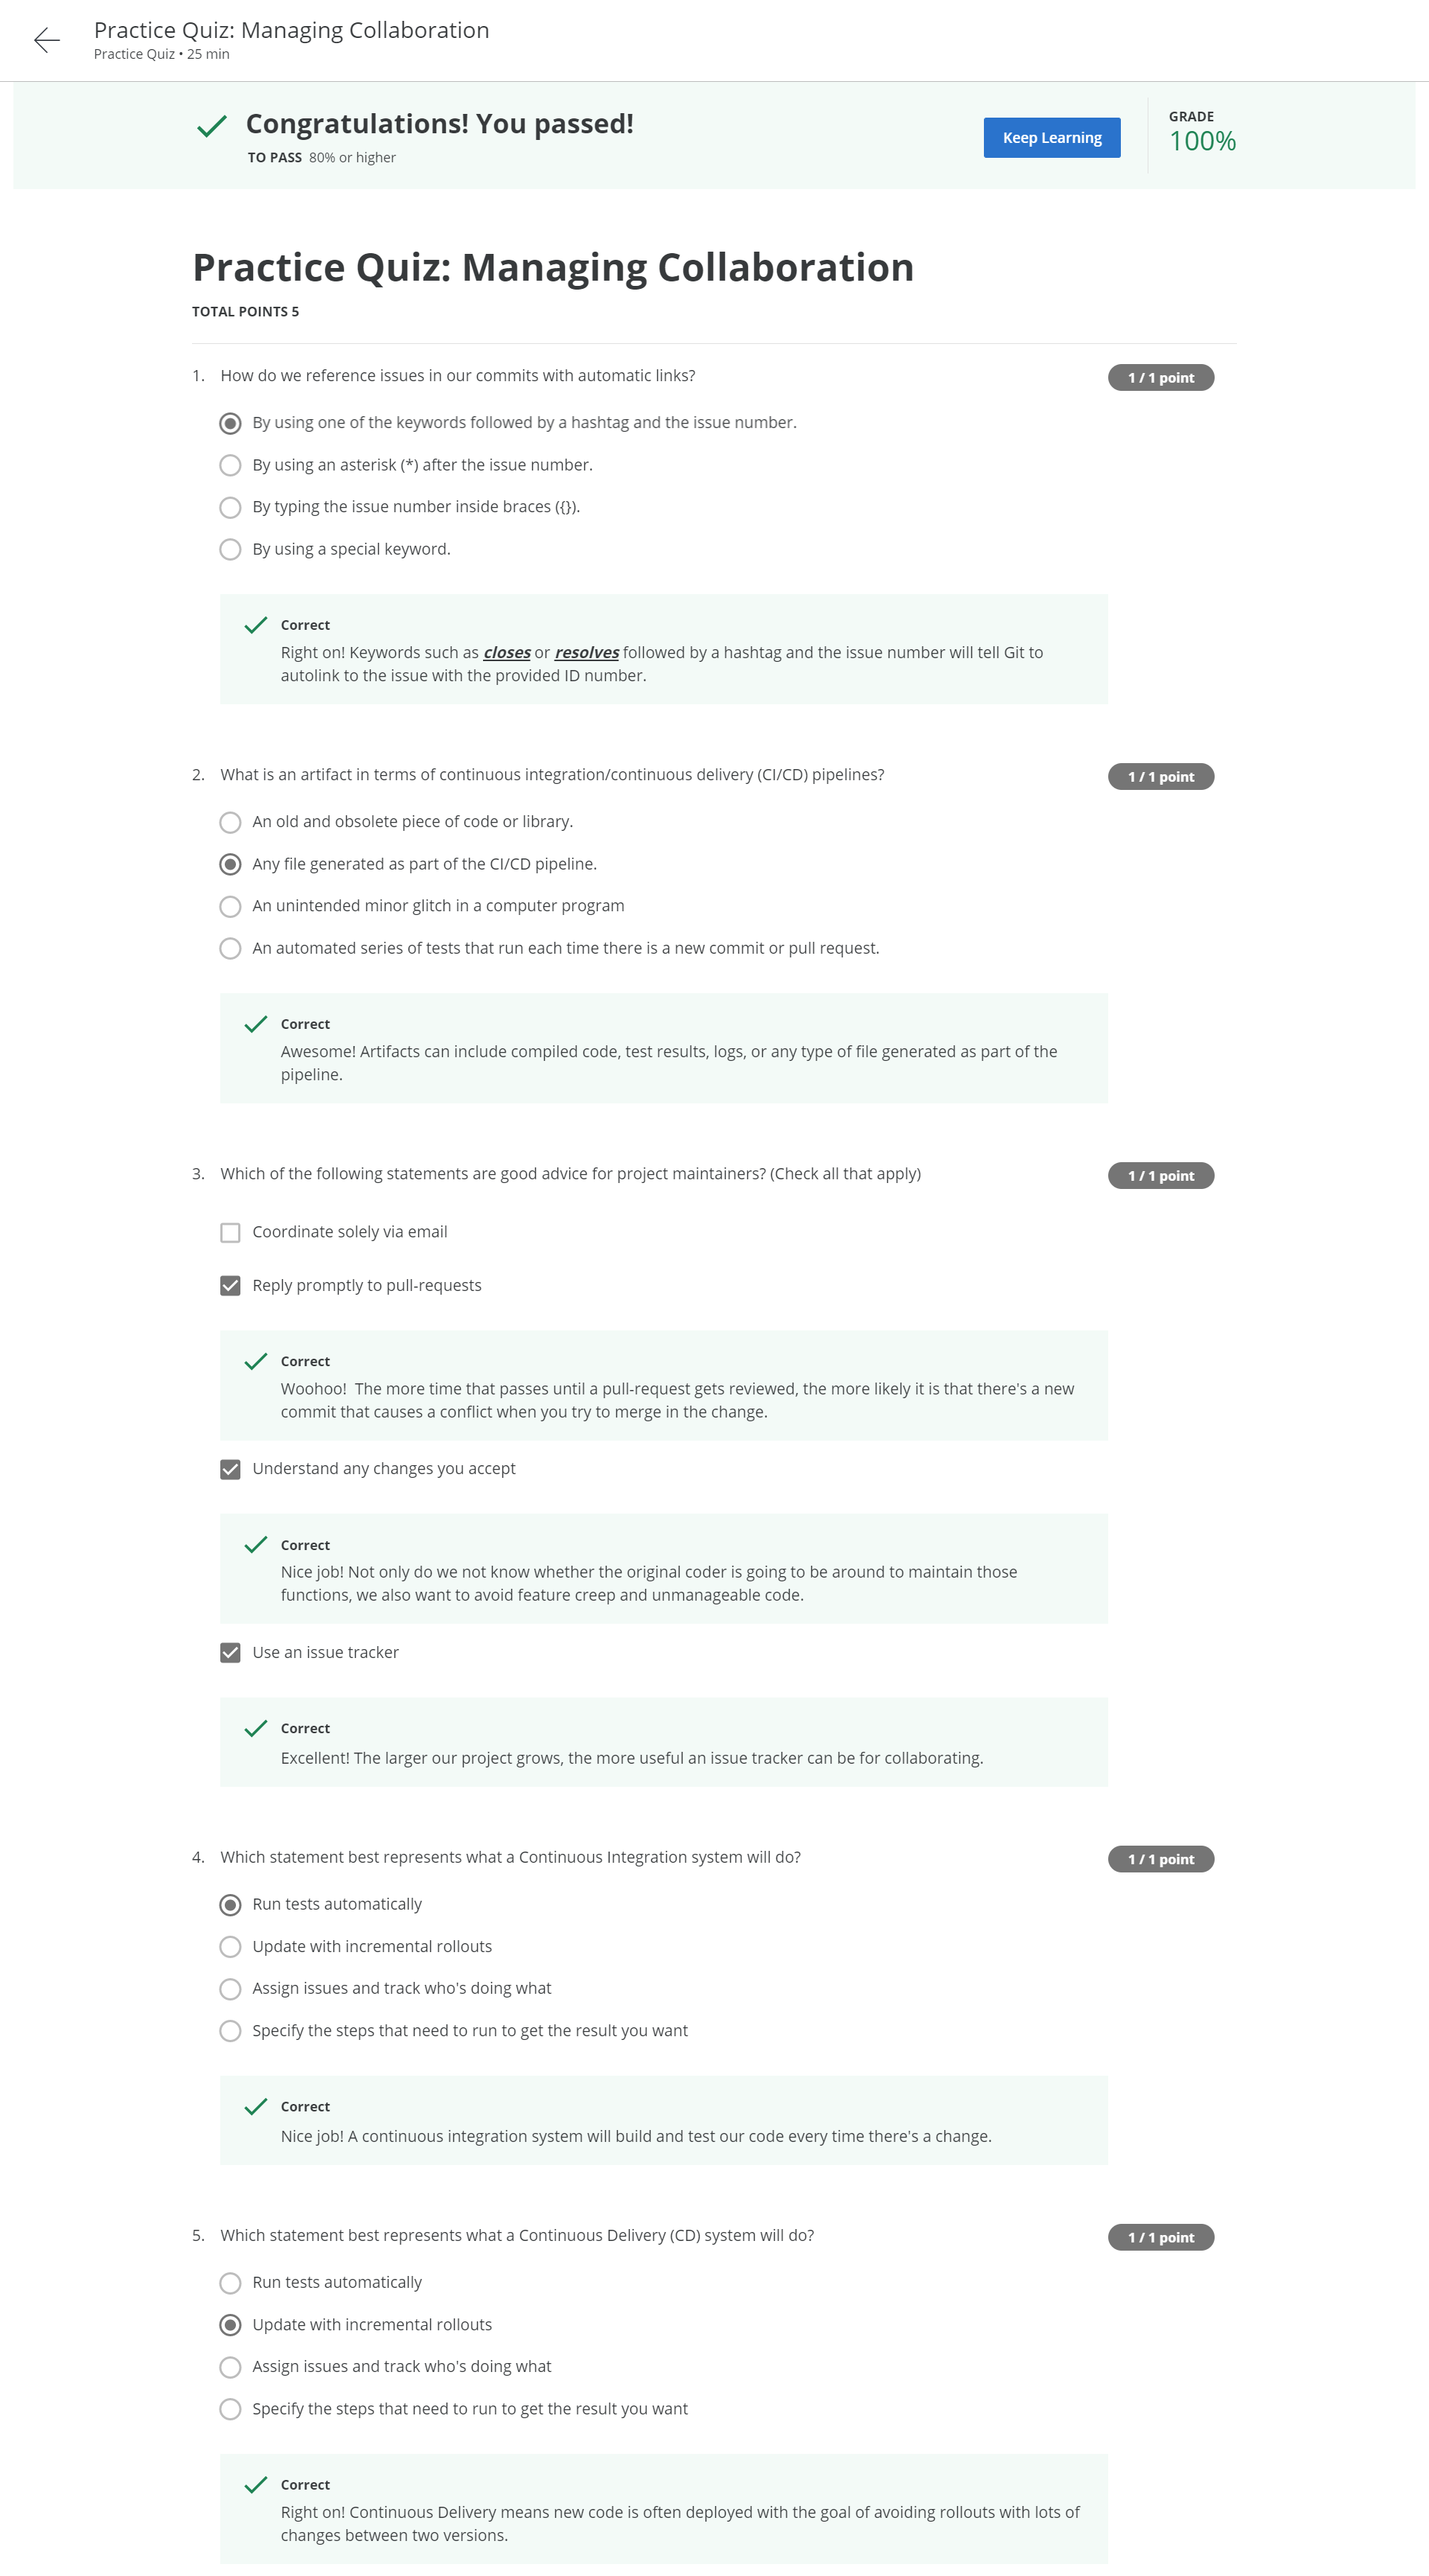 Practice Quiz: Managing Collaboration
Practice Quiz • 25 min
Congratulations! You passed!
TO PASS 80% or higher
Keep Learning
GRADE
100%
Practice Quiz: Managing Collaboration
TOTAL POINTS 5
1. How do we reference issues in our commits with automatic links?
1 / 1 point
By using one of the keywords followed by a hashtag and the issue number.
By using an asterisk (*) after the issue number.
By typing the issue number inside braces ({}).
By using a special keyword.
Correct
Right on! Keywords such as closes or resolves followed by a hashtag and the issue number will tell Git to
autolink to the issue with the provided ID number.
2. What is an artifact in terms of continuous integration/continuous delivery (CI/CD) pipelines?
1 / 1 point
An old and obsolete piece of code or library.
Any file generated as part of the CI/CD pipeline.
An unintended minor glitch in a computer program
An automated series of tests that run each time there is a new commit or pull request.
Correct
Awesome! Artifacts can include compiled code, test results, logs, or any type of file generated as part of the
pipeline.
3. Which of the following statements are good advice for project maintainers? (Check all that apply)
1 / 1 point
Coordinate solely via email
Reply promptly to pull-requests
Correct
Woohoo! The more time that passes until a pull-request gets reviewed, the more likely it is that there's a new
commit that causes a conflict when you try to merge in the change.
Understand any changes you accept
Correct
Nice job! Not only do we not know whether the original coder is going to be around to maintain those
functions, we also want to avoid feature creep and unmanageable code.
Use an issue tracker
Correct
Excellent! The larger our project grows, the more useful an issue tracker can be for collaborating.
4. Which statement best represents what a Continuous Integration system will do?
1 / 1 point
Run tests automatically
Update with incremental rollouts
Assign issues and track who's doing what
Specify the steps that need to run to get the result you want
Correct
Nice job! A continuous integration system will build and test our code every time there's a change.
5. Which statement best represents what a Continuous Delivery (CD) system will do?
1 / 1 point
Run tests automatically
Update with incremental rollouts
Assign issues and track who's doing what
Specify the steps that need to run to get the result you want
Correct
Right on! Continuous Delivery means new code is often deployed with the goal of avoiding rollouts with lots of
changes between two versions.